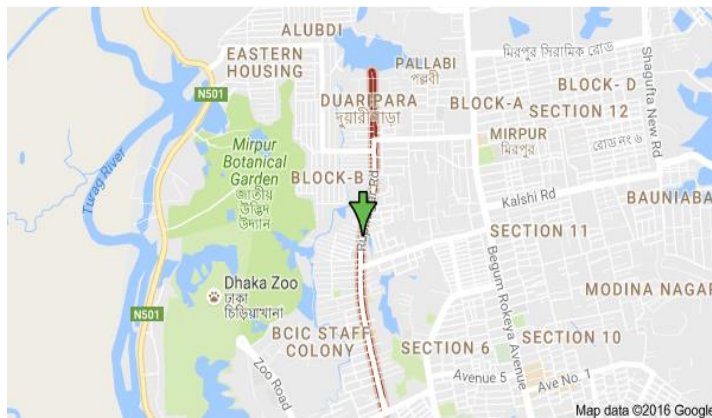 ALUBDI
EASTERN
HOUSING
PALLABI
পল্লবী
মিরপুর সিরামিক রোড
Shagufta New Rd
N501
DUARIPARA
দুয়ারীপাড়া
BLOCK-A
BLOCK- D
SECTION 12
Mirpur
Botanical
Garden
জাতীয়
উদ্ভিদ
উদ্যান
MIRPUR
মিরপুর
রোড নং ৬
Turag River
BLOCK-B
Kalshi Rd
BAUNIABA
SECTION 11
Dhaka Zoo
ঢাকা
চিড়িয়াখানা
N501
Begum Rokeya Avenue
MODINA NAGAR
BCIC STAFF
COLONY
SECTION 6
SECTION 10
Zoo Road
Avenue 5
Ave No. 1
Map data ©2016 Google